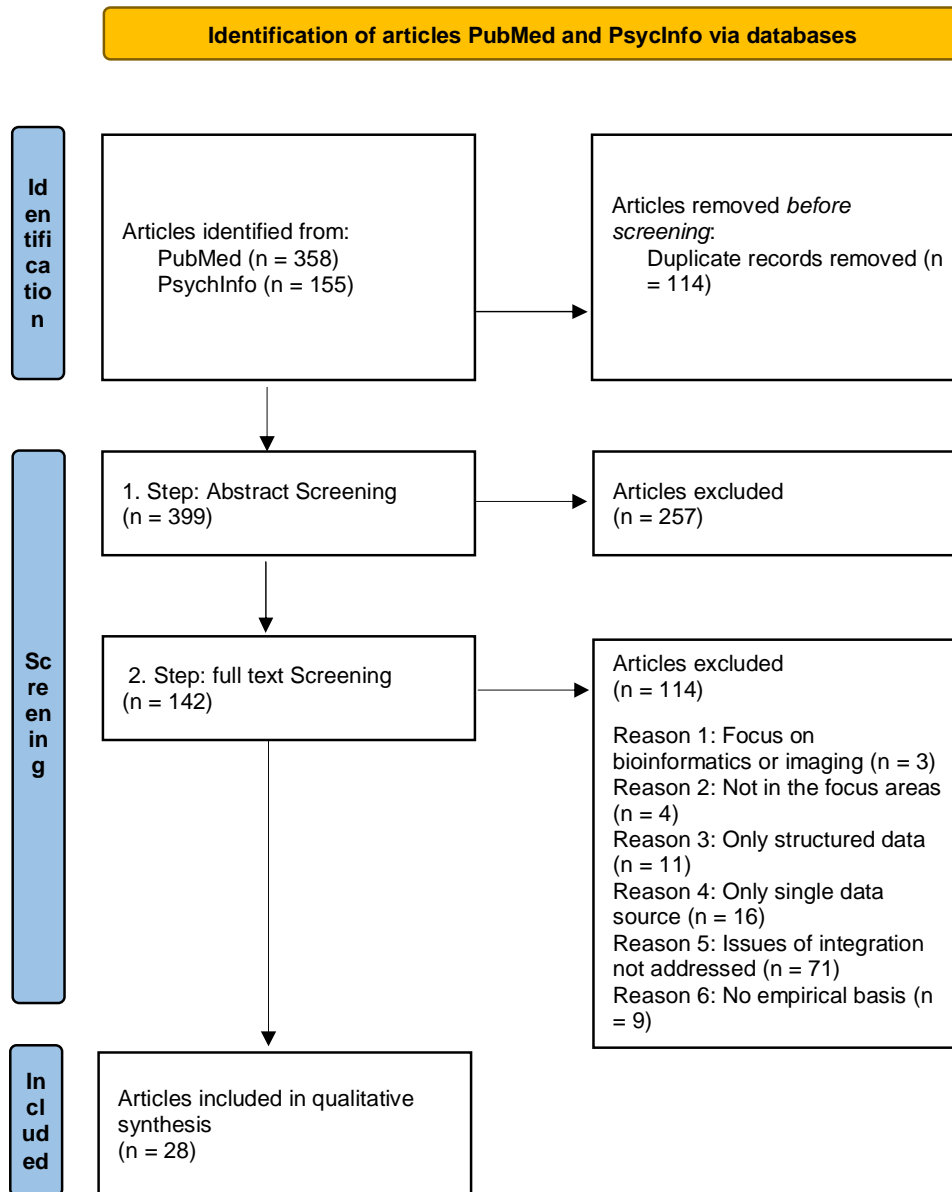 Identification of articles PubMed and PsycInfo via databases
Id
en
tifi
ca
tio
n
Articles identified from:
PubMed (n = 358)
PsychInfo (n = 155)
Articles removed before
screening:
Duplicate records removed (n
= 114)
Sc
re
en
in
g
1. Step: Abstract Screening
(n = 399)
Articles excluded
(n = 257)
2. Step: full text Screening
(n = 142)
Articles excluded
(n = 114)
Reason 1: Focus on
bioinformatics or imaging (n = 3)
Reason 2: Not in the focus areas
(n = 4)
Reason 3: Only structured data
(n = 11)
Reason 4: Only single data
source (n = 16)
Reason 5: Issues of integration
not addressed (n = 71)
Reason 6: No empirical basis (n
= 9)
In
cl
ud
ed
Articles included in qualitative
synthesis
(n = 28)